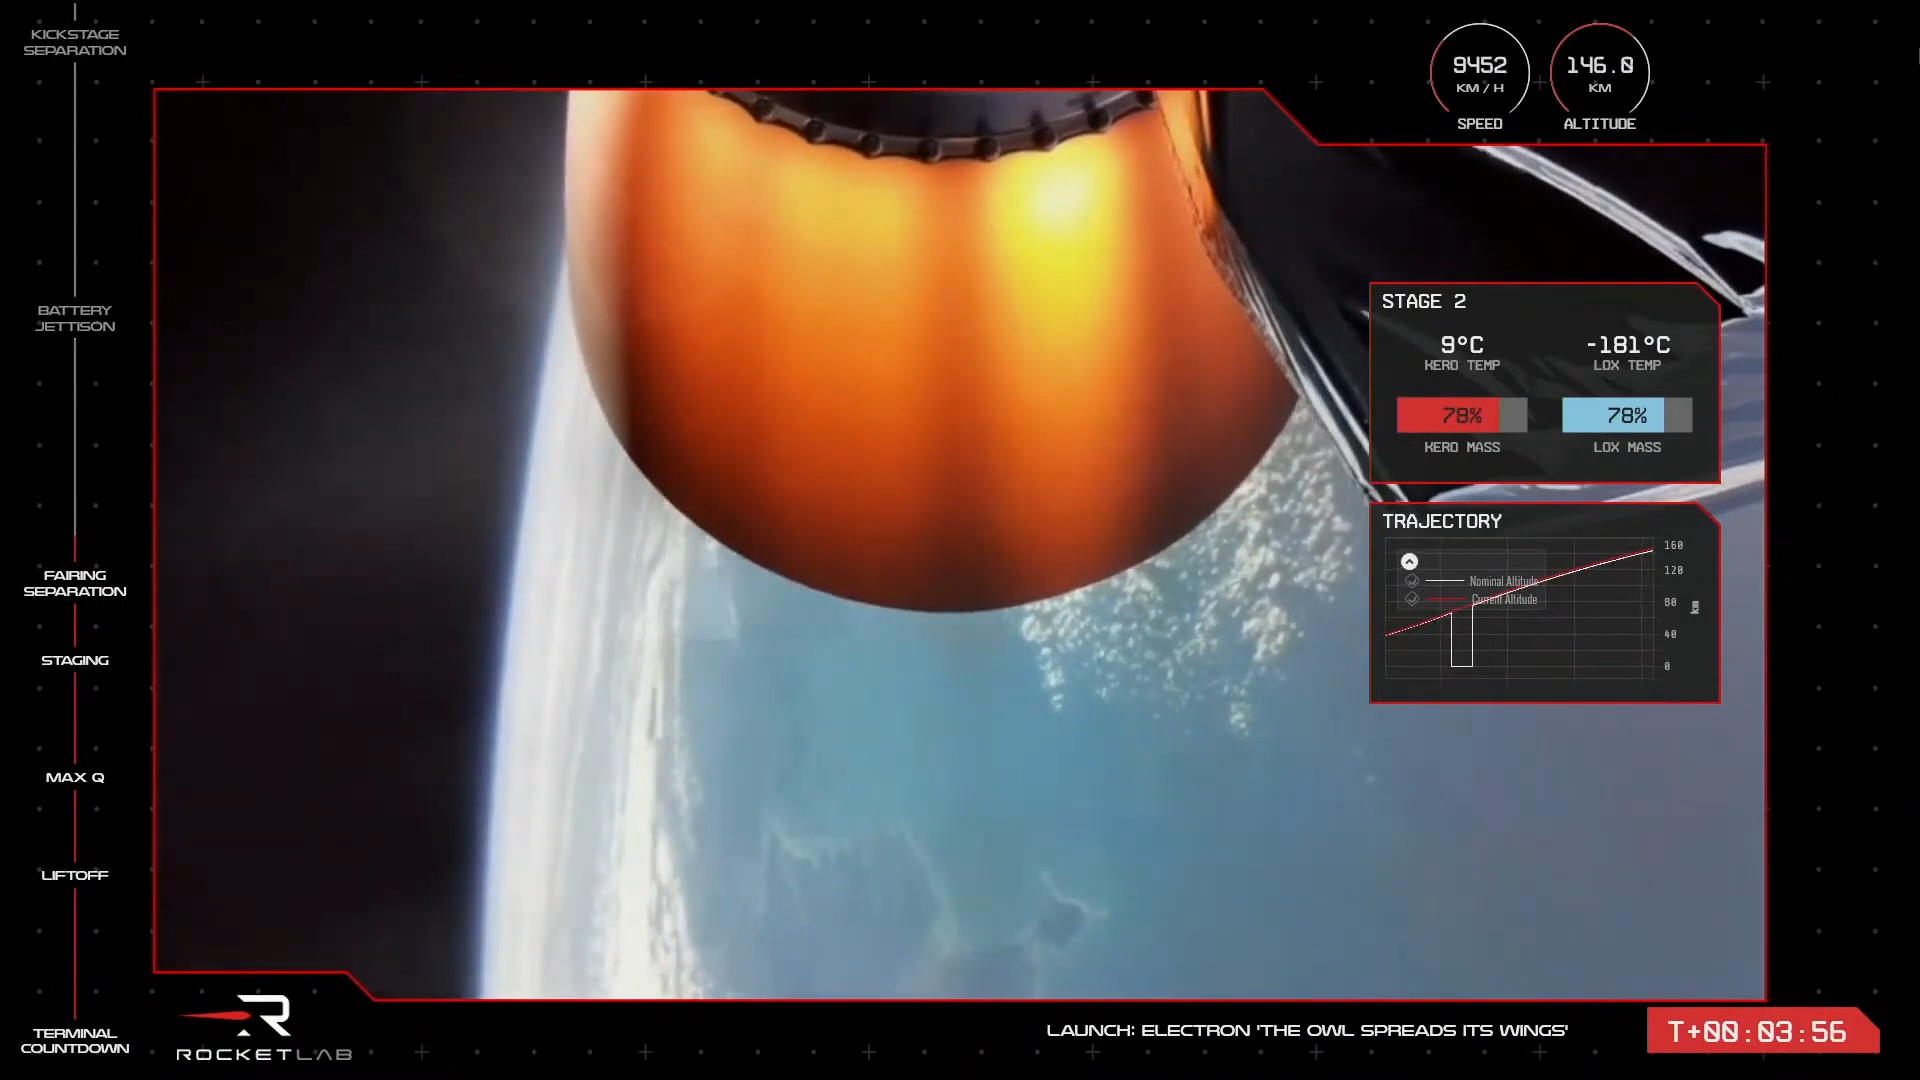 KICKSTAGE
SEPARATION
BATTERY
JETTISON
FAIRING
SEPARATION
STAGING
MAX Q
LIFTOFF
TERMINAL
COUNTDOWN
9452
KM / H
SPEED
146.0
KM
ALTITUDE
STAGE 2
9°C
KERO TEMP
-181°C
LOX TEMP
78%
KERO MASS
78%
LOX MASS
TRAJECTORY
Nominal Altitude
Current Altitude
160
120
80
40
0
km
ROCKETLAB
LAUNCH: ELECTRON 'THE OWL SPREADS ITS WINGS'
T+00:03:56